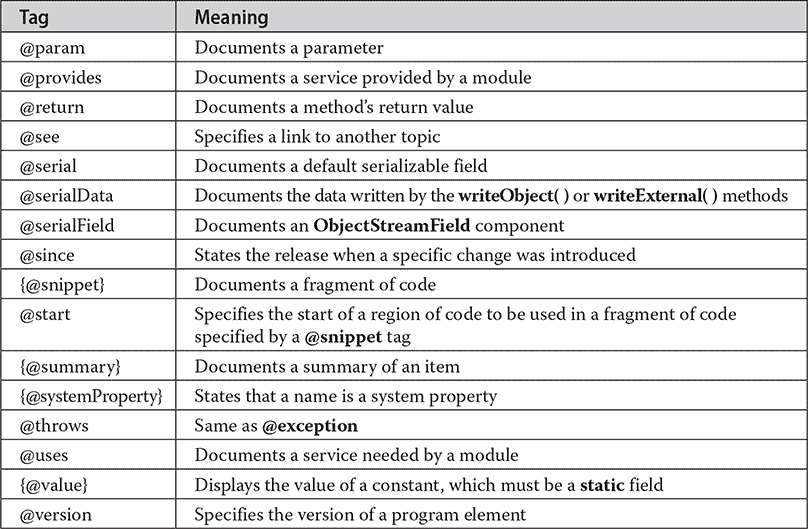 Tag Meaning
@param Documents a parameter
@provides Documents a service provided by a module
@return Documents a method’s return value
@see Specifies a link to another topic
@serial Documents a default serializable field
@serialData Documents the data written by the writeObject( ) or writeExternal( ) methods
@serialField Documents an ObjectStreamField component
@since States the release when a specific change was introduced
{@snippet} Documents a fragment of code
@start Specifies the start of a region of code to be used in a fragment of code
specified by a @snippet tag
{@summary} Documents a summary of an item
{@systemProperty} States that a name is a system property
@throws Same as @exception
@uses Documents a service needed by a module
{@value} Displays the value of a constant, which must be a static field
@version Specifies the version of a program element